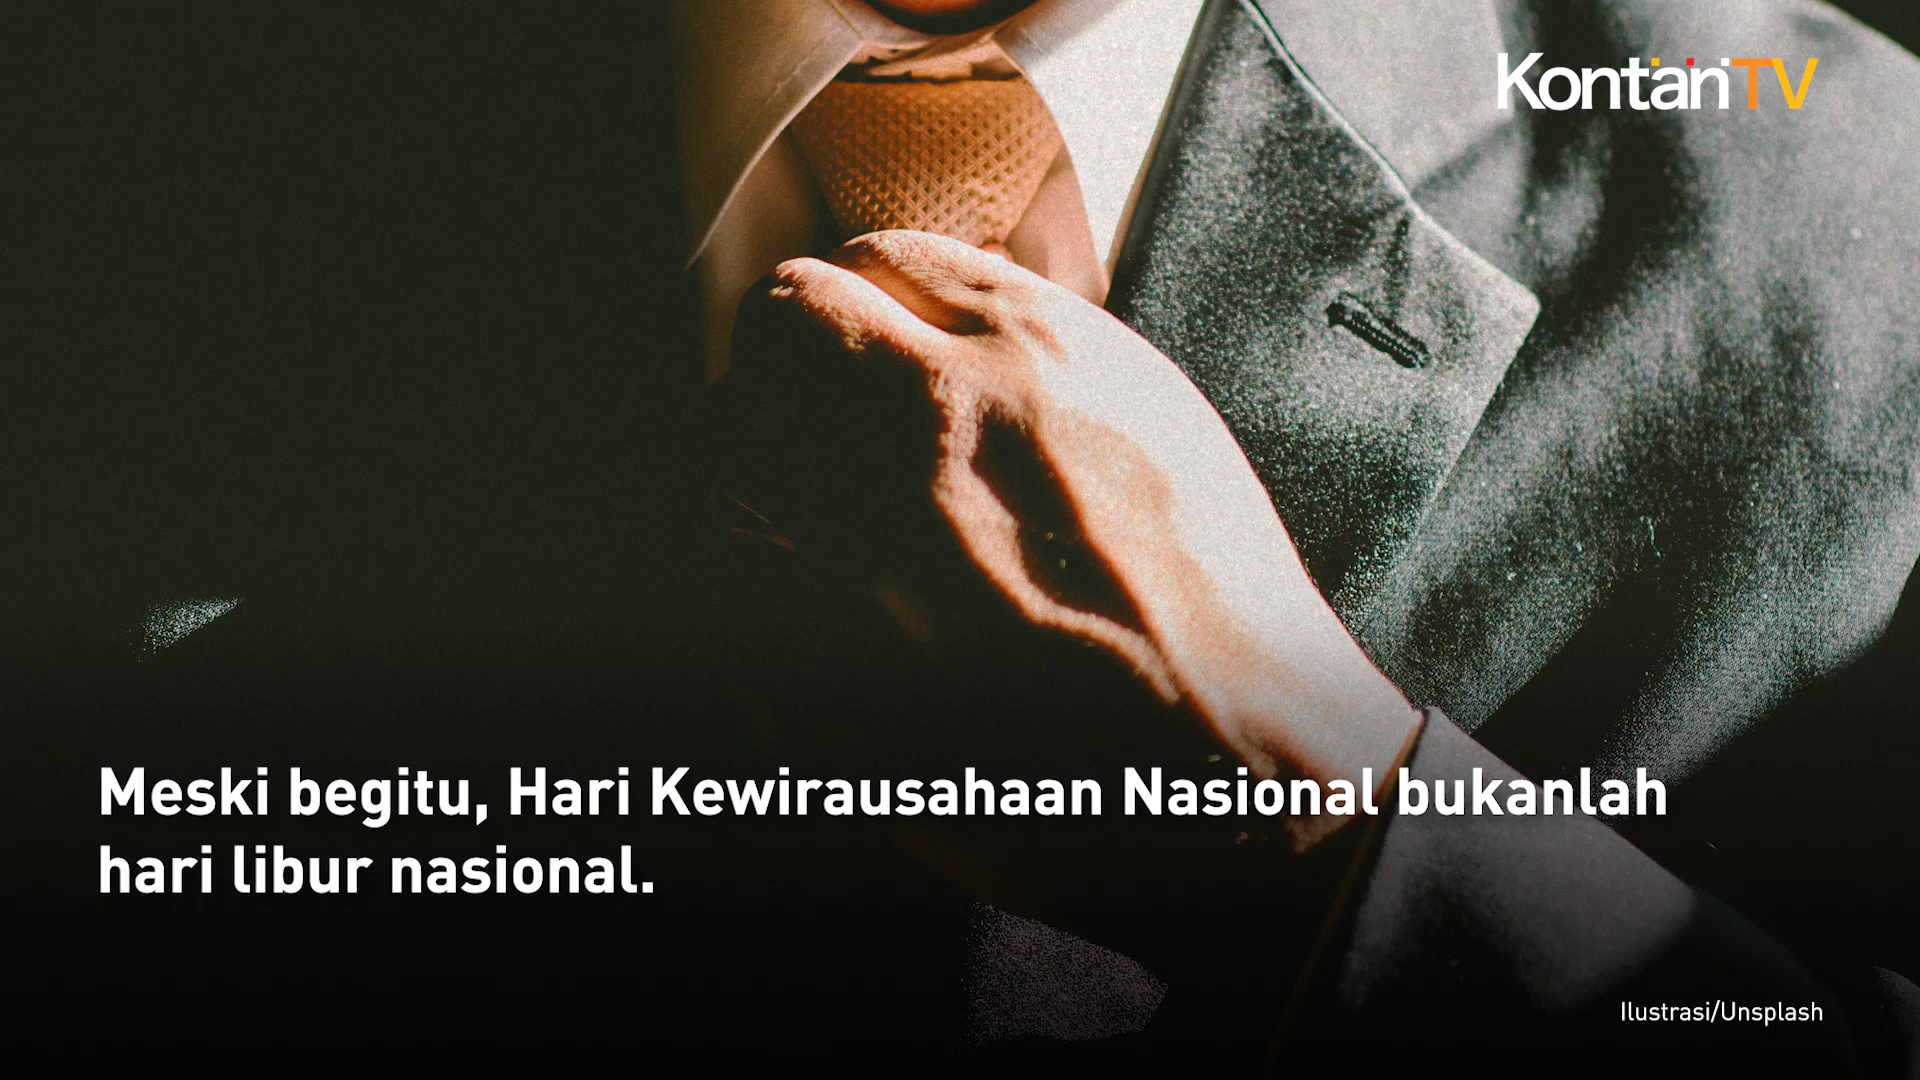 KontanTV
Meski begitu, Hari Kewirausahaan Nasional bukanlah
hari libur nasional.
Ilustrasi/Unsplash